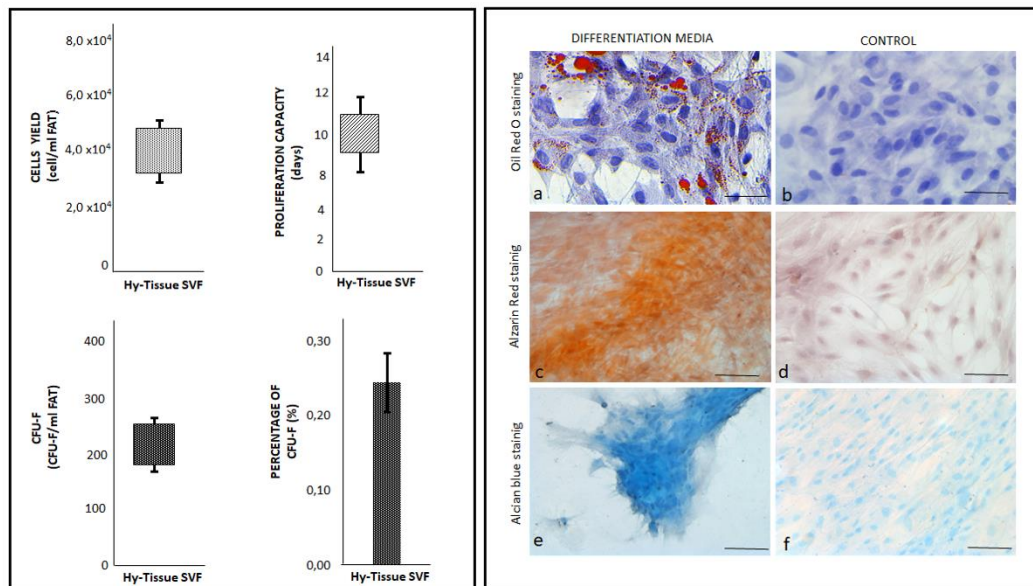 CELLS YIELD
(cell/ml FAT)
8,0 x10⁴
6,0 x10⁴
4,0 x10⁴
2,0 x10⁴
0
Hy-Tissue SVF
PROLIFERATION CAPACITY
(days)
14
12
10
8
4
2
0
Hy-Tissue SVF
CFU-F
(CFU-F/ml FAT)
400
300
200
100
0
Hy-Tissue SVF
PERCENTAGE OF
CFU-F (%)
0,30
0,20
0,10
0,00
Hy-Tissue SVF
DIFFERENTIATION MEDIA
CONTROL
Oil Red O staining
a
b
Alzarin Red stainig
c
d
Alcian blue stainig
e
f